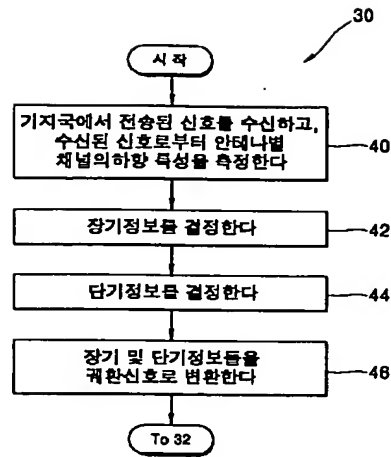 30
시 작
기지국에서 전송된 신호를 수신하고,
수신된 신호로부터 안테나별
채널의하향 특성을 측정한다
40
장기정보를 결정한다
42
단기정보를 결정한다
44
장기 및 단기정보들을
궤환신호로 변환한다
46
To 32